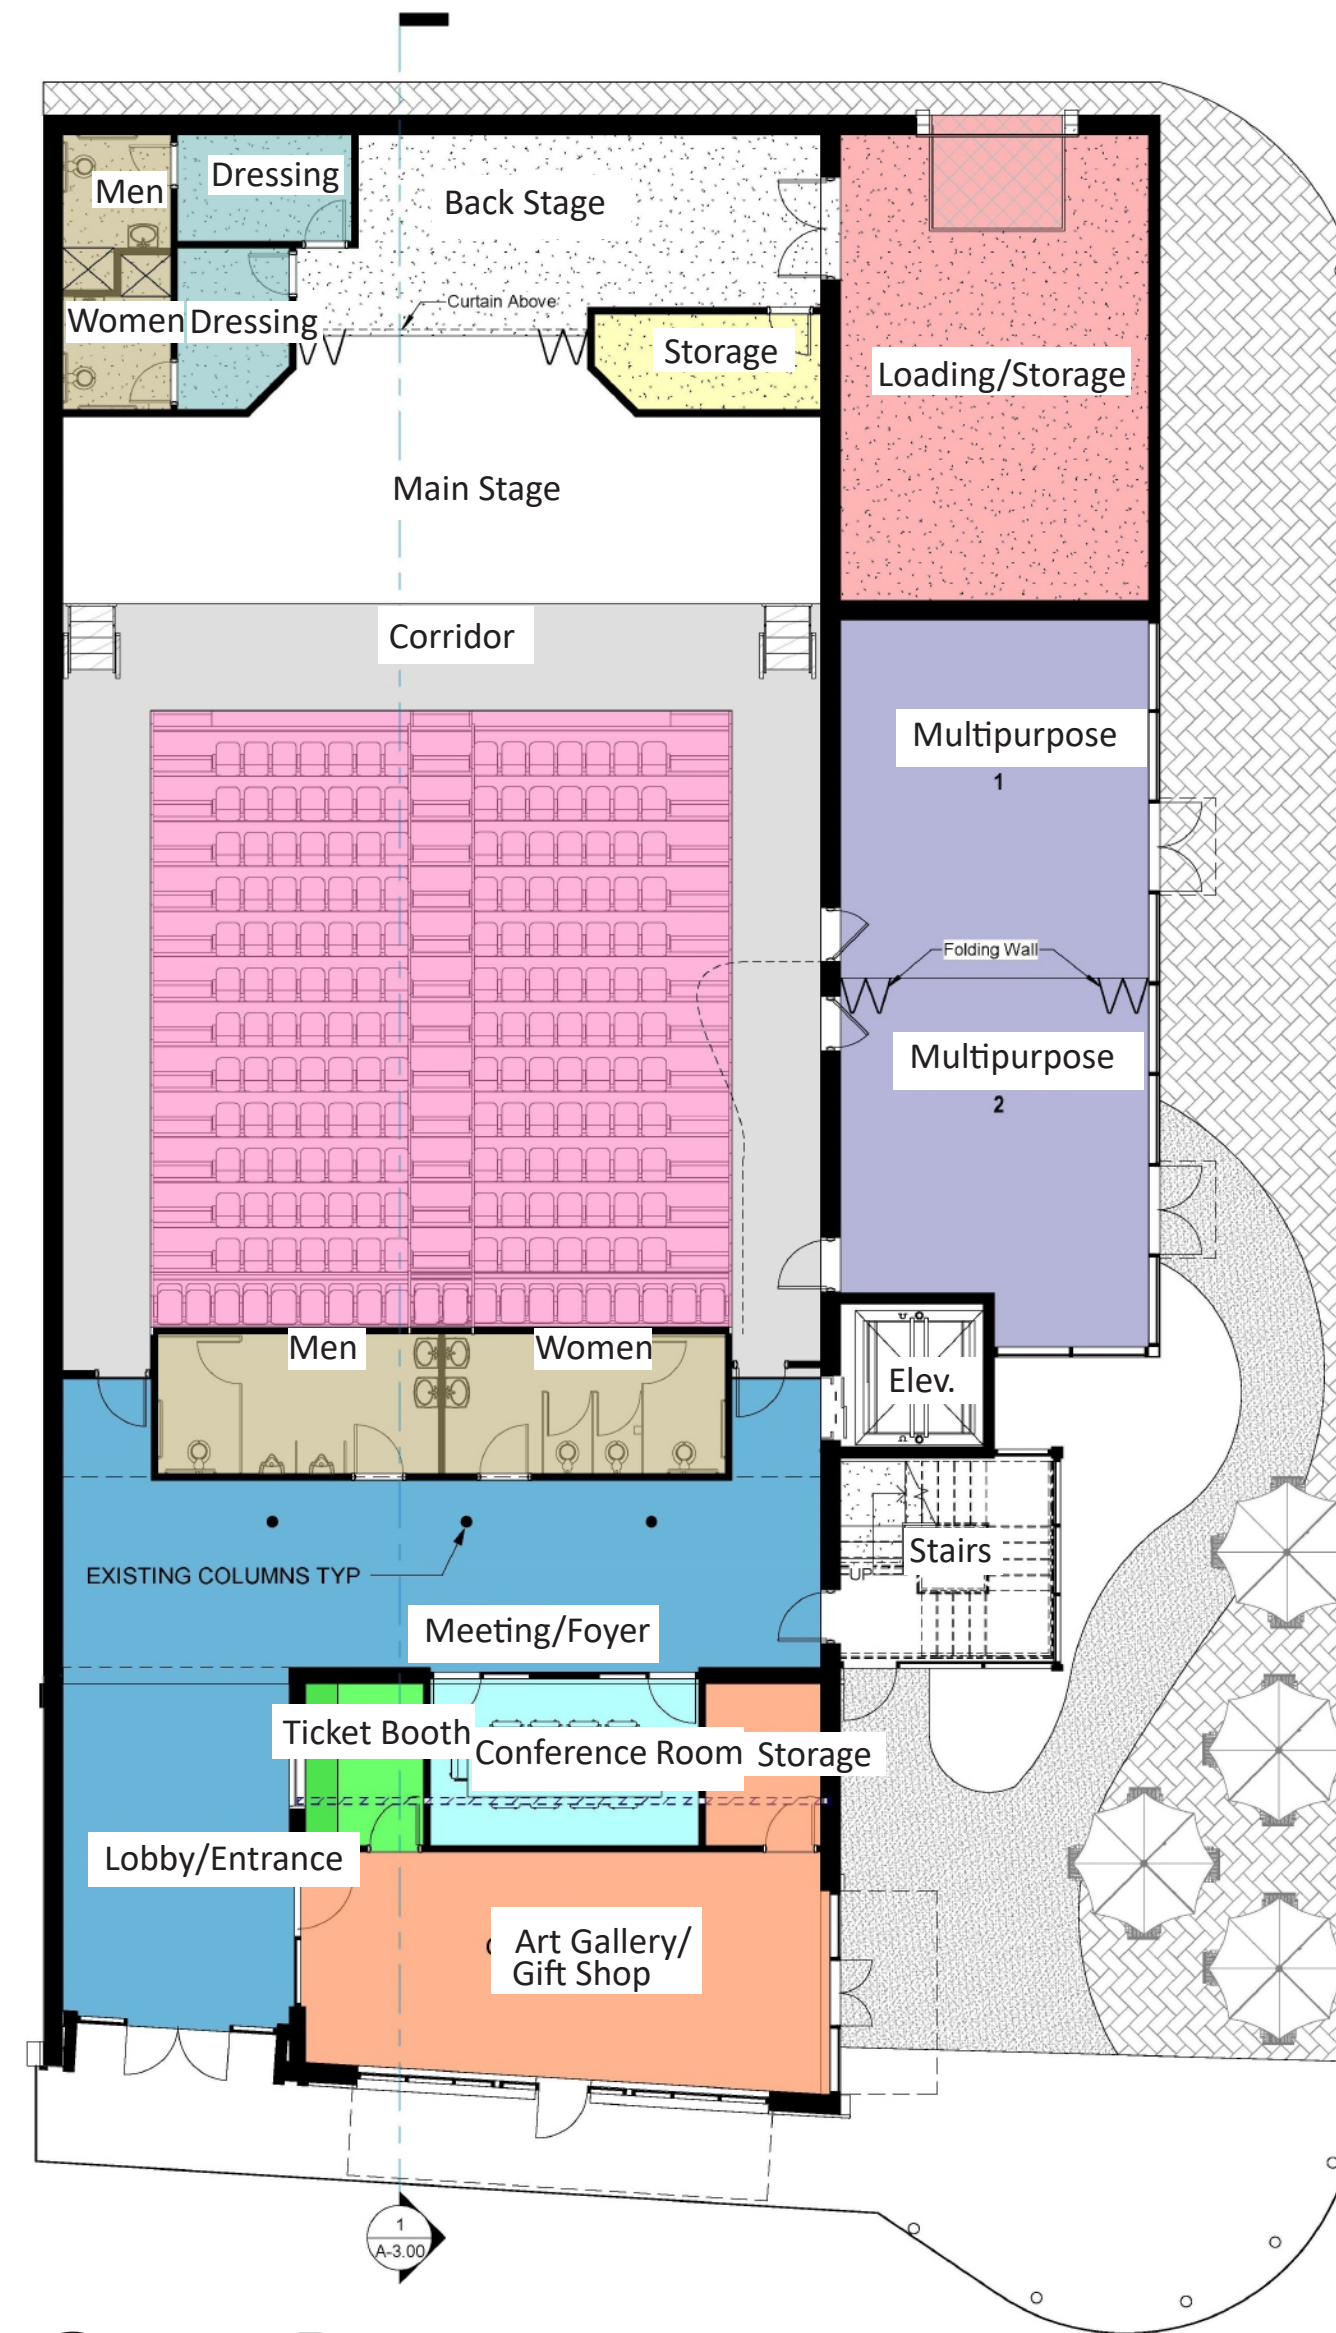 Men
Dressing
Back Stage
Curtain Above
Women
Dressing
Storage
Loading/Storage
Main Stage
Corridor
Multipurpose
1
Folding Wall
Multipurpose
2
Men
Women
Elev.
EXISTING COLUMNS TYP
Stairs
UP
Meeting/Foyer
Ticket Booth
Conference Room
Storage
Lobby/Entrance
Art Gallery/
Gift Shop
1
A-3.00